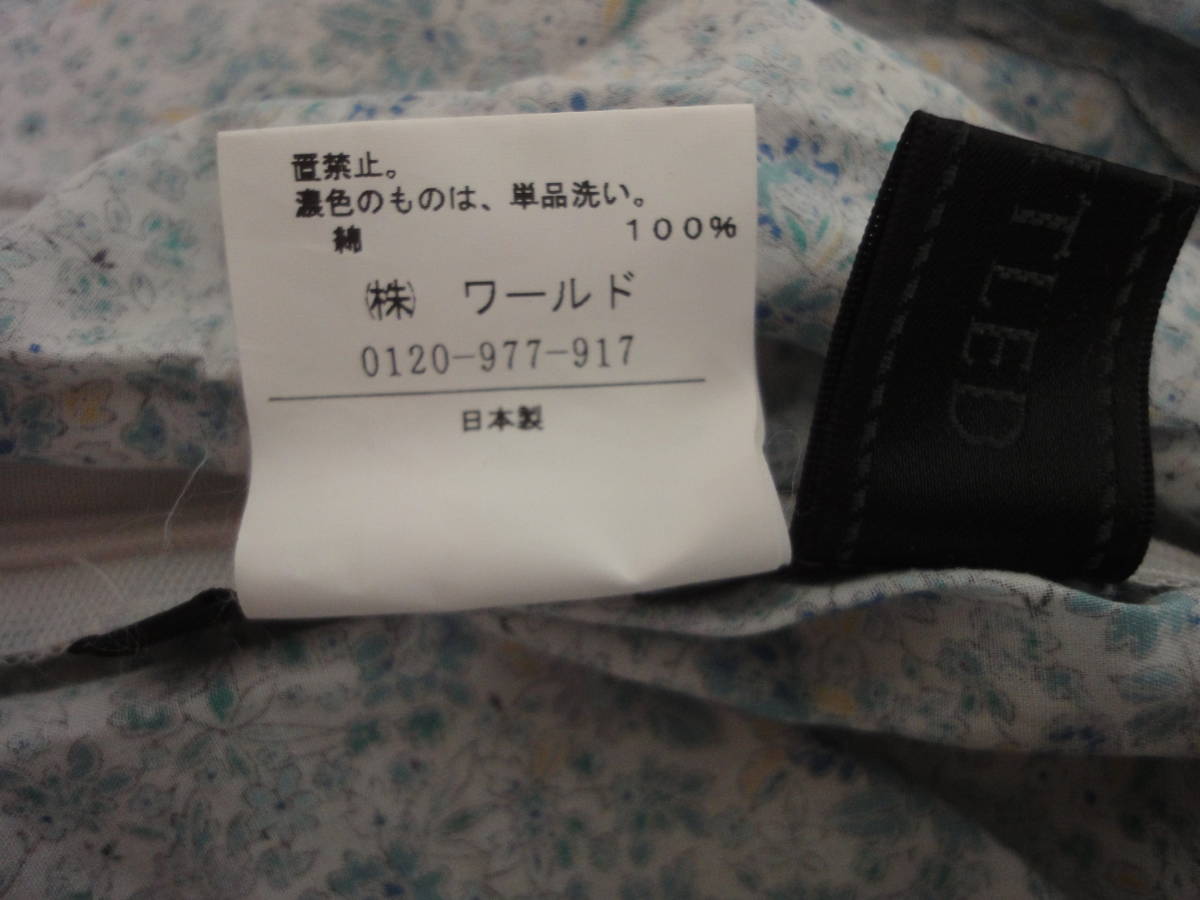 置禁止。
濃色のものは、単品洗い。
綿 100%
㈱ ワールド
0120-977-917
日本製
TLED